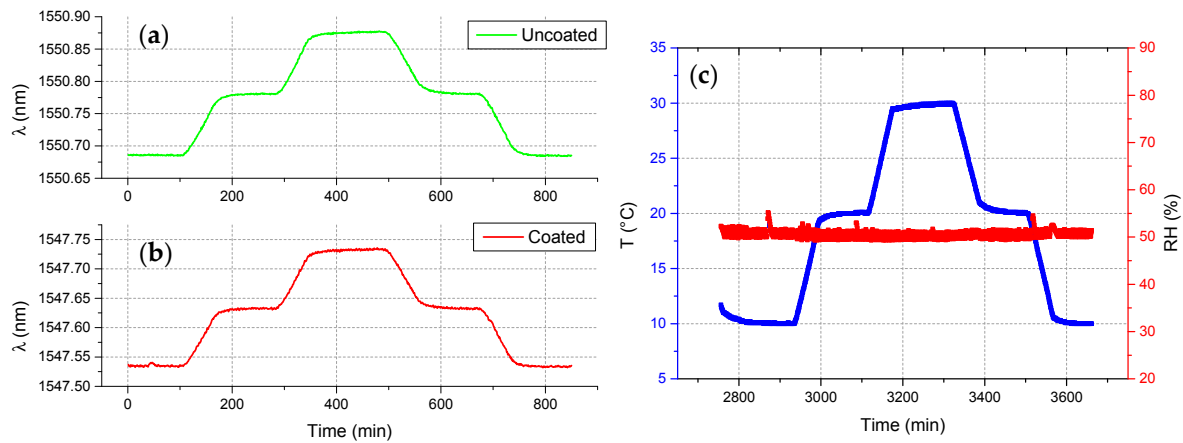 (a)
Uncoated
1550.90
1550.85
1550.80
1550.75
1550.70
1550.65
λ (nm)
0 200 400 600 800
(b)
Coated
1547.75
1547.70
1547.65
1547.60
1547.55
1547.50
λ (nm)
0 200 400 600 800
Time (min)
(c)
35
30
25
20
15
10
5
T (°C)
90
80
70
60
50
40
30
20
RH (%)
2800 3000 3200 3400 3600
Time (min)